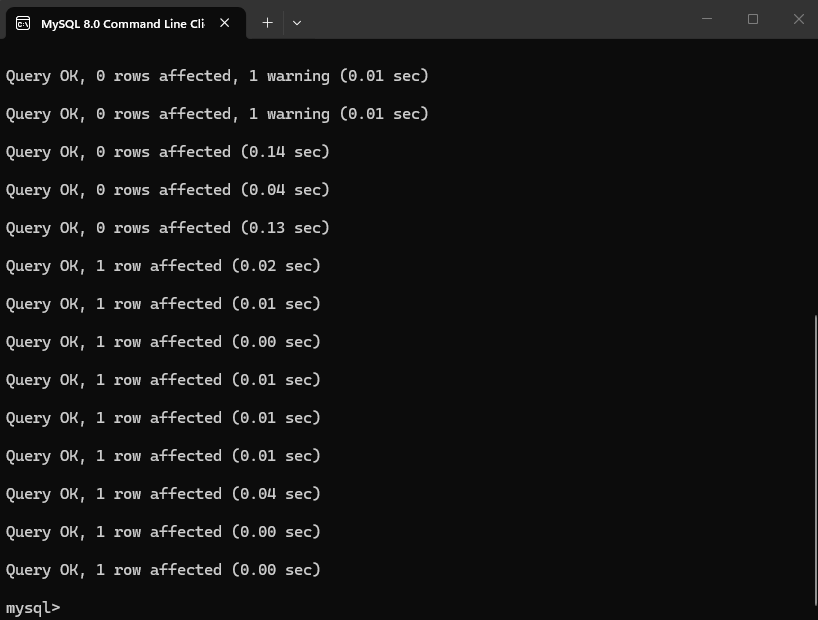 MySQL 8.0 Command Line Cli
Query OK, 0 rows affected, 1 warning (0.01 sec)
Query OK, 0 rows affected, 1 warning (0.01 sec)
Query OK, 0 rows affected (0.14 sec)
Query OK, 0 rows affected (0.04 sec)
Query OK, 0 rows affected (0.13 sec)
Query OK, 1 row affected (0.02 sec)
Query OK, 1 row affected (0.01 sec)
Query OK, 1 row affected (0.00 sec)
Query OK, 1 row affected (0.01 sec)
Query OK, 1 row affected (0.01 sec)
Query OK, 1 row affected (0.01 sec)
Query OK, 1 row affected (0.04 sec)
Query OK, 1 row affected (0.00 sec)
Query OK, 1 row affected (0.00 sec)
mysql>